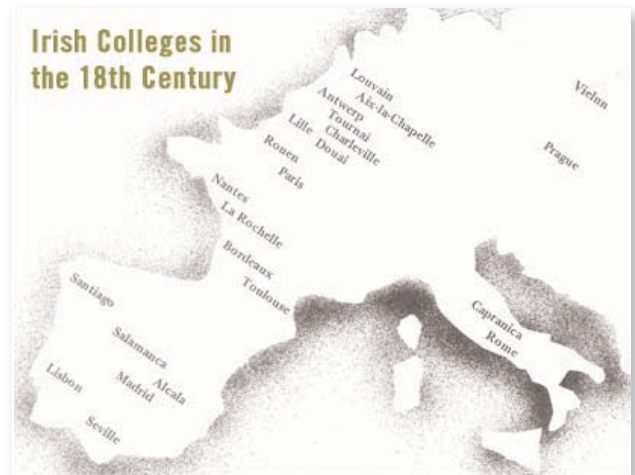 Irish Colleges in
the 18th Century
Louvain
Aix-la-Chapelle
Antwerp
Tournai
Charleville
Lille
Douai
Rouen
Paris
Vielun
Prague
Nantes
La Rochelle
Bordeaux
Toulouse
Santiago
Salamanca
Alcala
Madrid
Lisbon
Seville
Capranica
Rome